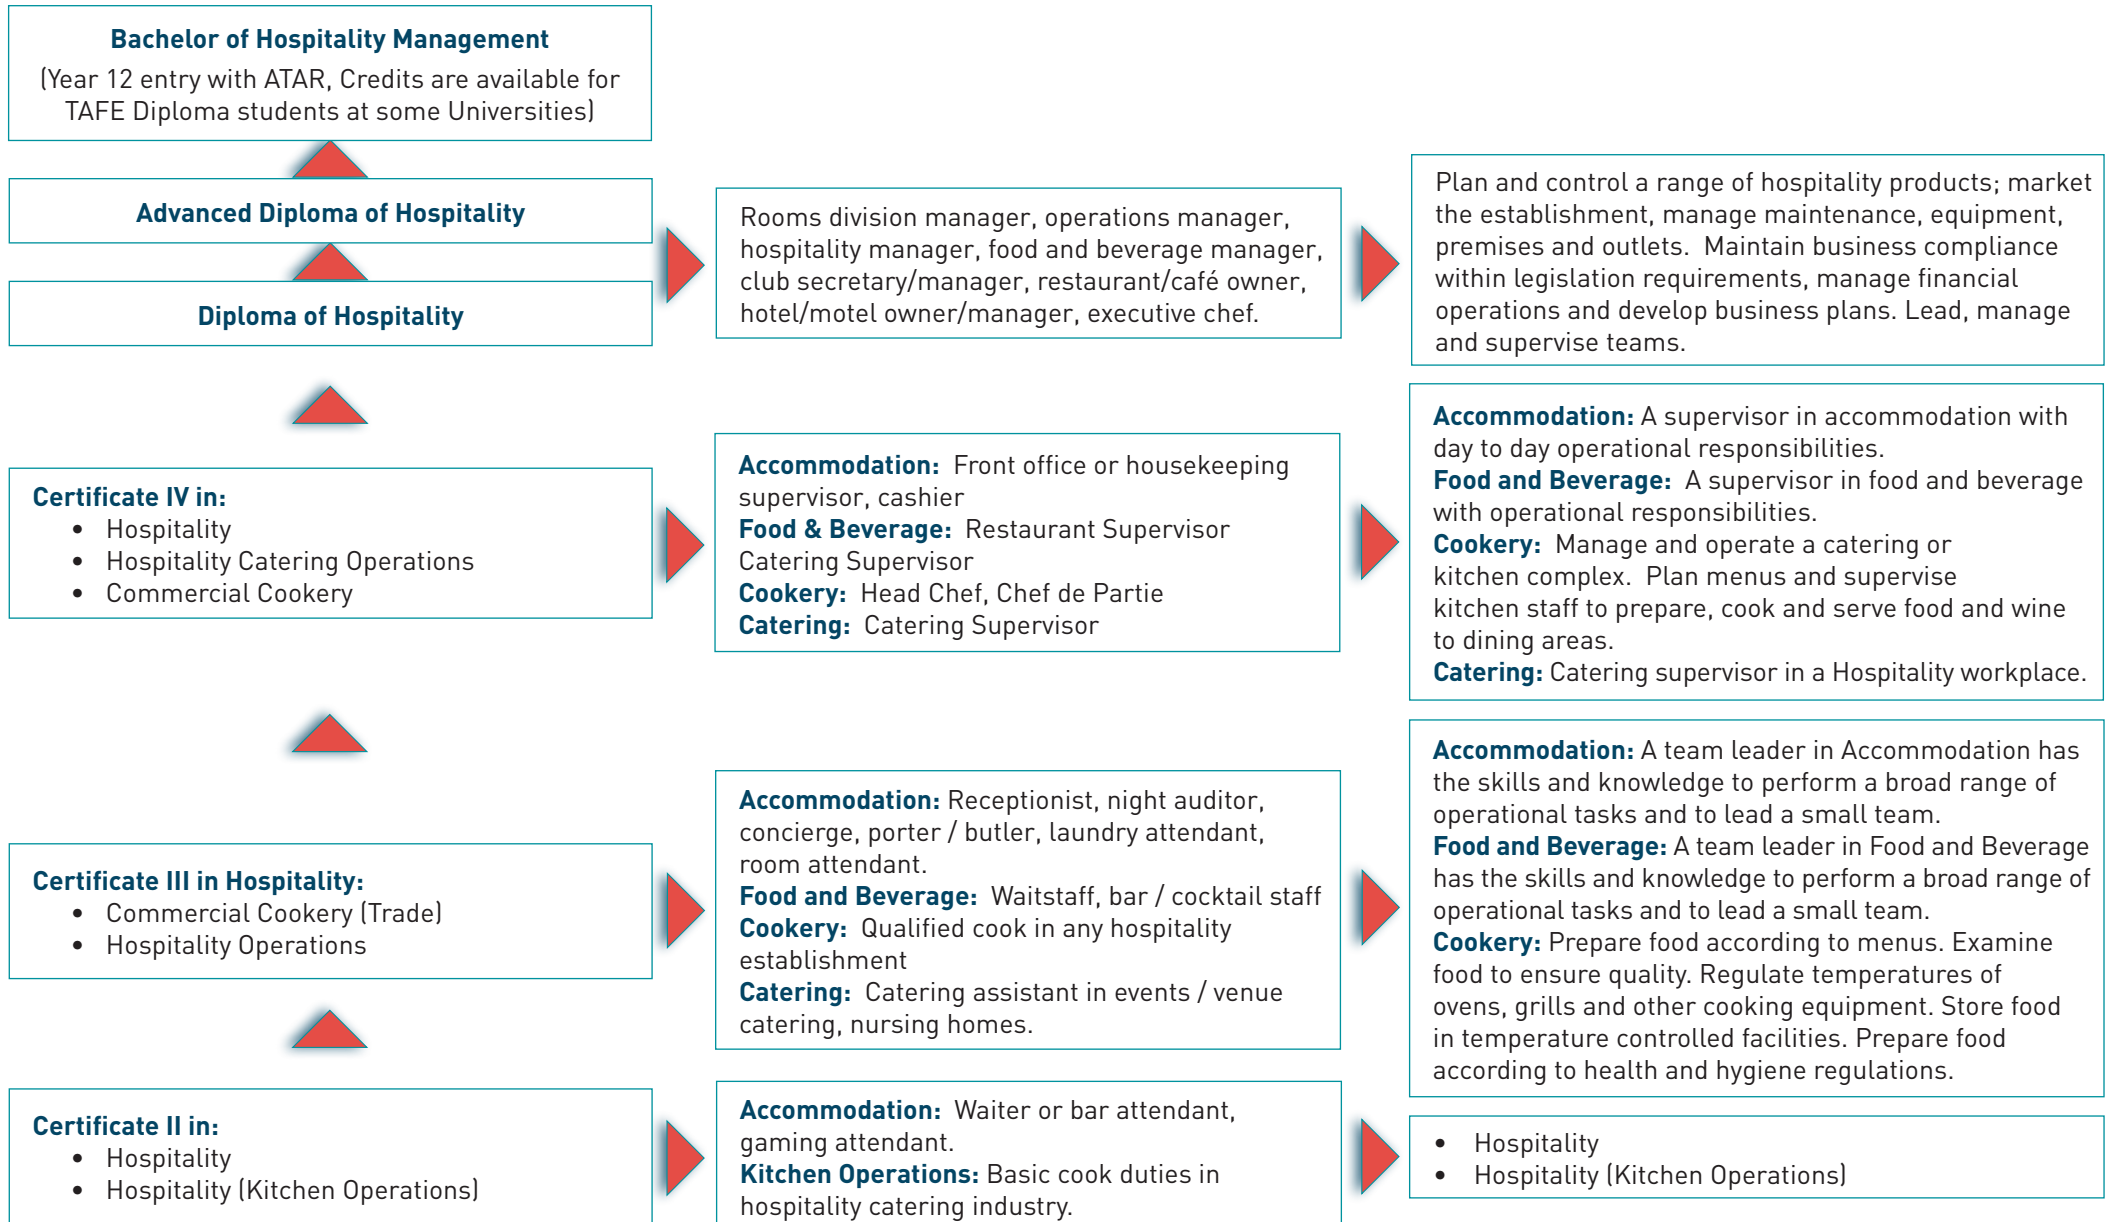 Bachelor of Hospitality Management
(Year 12 entry with ATAR, Credits are available for
TAFE Diploma students at some Universities)
Advanced Diploma of Hospitality
Diploma of Hospitality
Rooms division manager, operations manager,
hospitality manager, food and beverage manager,
club secretary/manager, restaurant/café owner,
hotel/motel owner/manager, executive chef.
Plan and control a range of hospitality products; market
the establishment, manage maintenance, equipment,
premises and outlets.  Maintain business compliance
within legislation requirements, manage financial
operations and develop business plans. Lead, manage
and supervise teams.
Certificate IV in:
• Hospitality
• Hospitality Catering Operations
• Commercial Cookery
Accommodation:  Front office or housekeeping
supervisor, cashier
Food & Beverage:  Restaurant Supervisor
Catering Supervisor
Cookery:  Head Chef, Chef de Partie
Catering:  Catering Supervisor
Accommodation: A supervisor in accommodation with
day to day operational responsibilities.
Food and Beverage:  A supervisor in food and beverage
with operational responsibilities.
Cookery:  Manage and operate a catering or
kitchen complex.  Plan menus and supervise
kitchen staff to prepare, cook and serve food and wine
to dining areas.
Catering: Catering supervisor in a Hospitality workplace.
Certificate III in Hospitality:
• Commercial Cookery (Trade)
• Hospitality Operations
Accommodation: Receptionist, night auditor,
concierge, porter / butler, laundry attendant,
room attendant.
Food and Beverage:  Waitstaff, bar / cocktail staff
Cookery:  Qualified cook in any hospitality
establishment
Catering:  Catering assistant in events / venue
catering, nursing homes.
Accommodation: A team leader in Accommodation has
the skills and knowledge to perform a broad range of
operational tasks and to lead a small team.
Food and Beverage: A team leader in Food and Beverage
has the skills and knowledge to perform a broad range of
operational tasks and to lead a small team.
Cookery: Prepare food according to menus. Examine
food to ensure quality. Regulate temperatures of
ovens, grills and other cooking equipment. Store food
in temperature controlled facilities. Prepare food
according to health and hygiene regulations.
Certificate II in:
• Hospitality
• Hospitality (Kitchen Operations)
Accommodation:  Waiter or bar attendant,
gaming attendant.
Kitchen Operations: Basic cook duties in
hospitality catering industry.
• Hospitality
• Hospitality (Kitchen Operations)